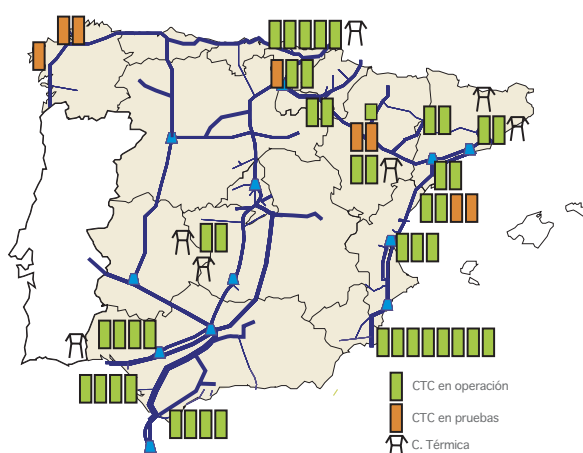 CTC en operación
CTC en pruebas
C. Térmica